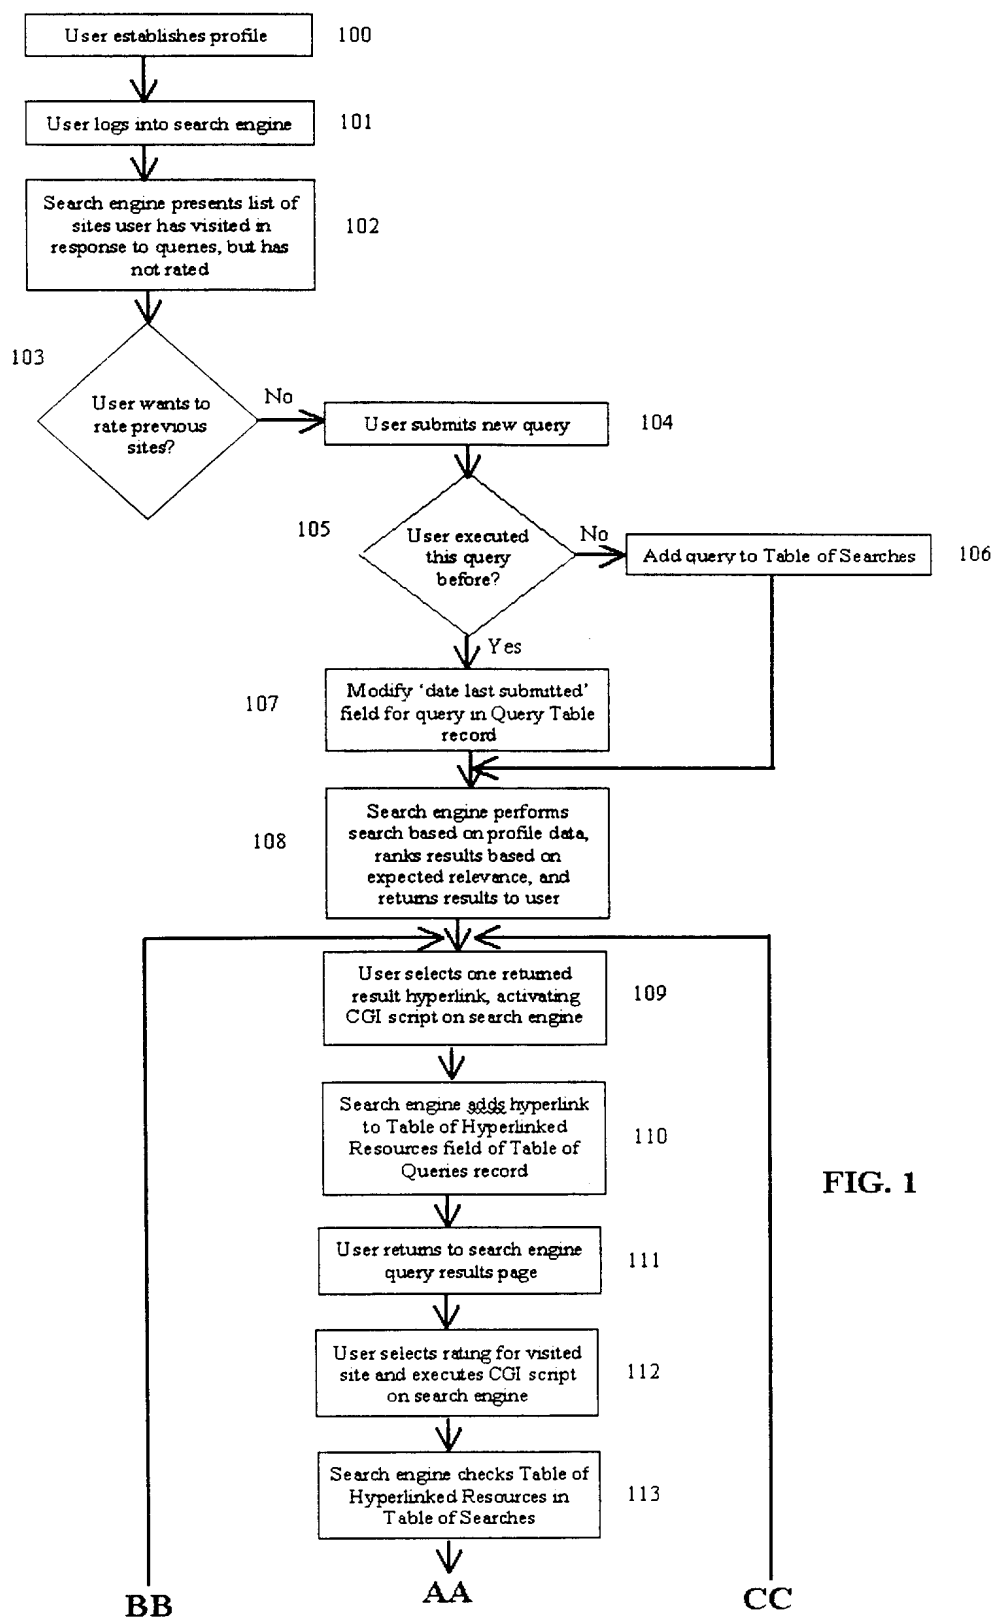 User establishes profile
100
User logs into search engine
101
Search engine presents list of
sites user has visited in
response to queries, but has
not rated
102
103
User wants to
rate previous
sites?
No
User submits new query
104
105
User executed
this query
before?
No
Add query to Table of Searches
106
Yes
107
Modify ‘date last submitted’
field for query in Query Table
record
108
Search engine performs
search based on profile data,
ranks results based on
expected relevance, and
returns results to user
User selects one returned
result hyperlink, activating
CGI script on search engine
109
Search engine adds hyperlink
to Table of Hyperlinked
Resources field of Table of
Queries record
110
FIG. 1
User returns to search engine
query results page
111
User selects rating for visited
site and executes CGI script
on search engine
112
Search engine checks Table of
Hyperlinked Resources in
Table of Searches
113
BB
AA
CC